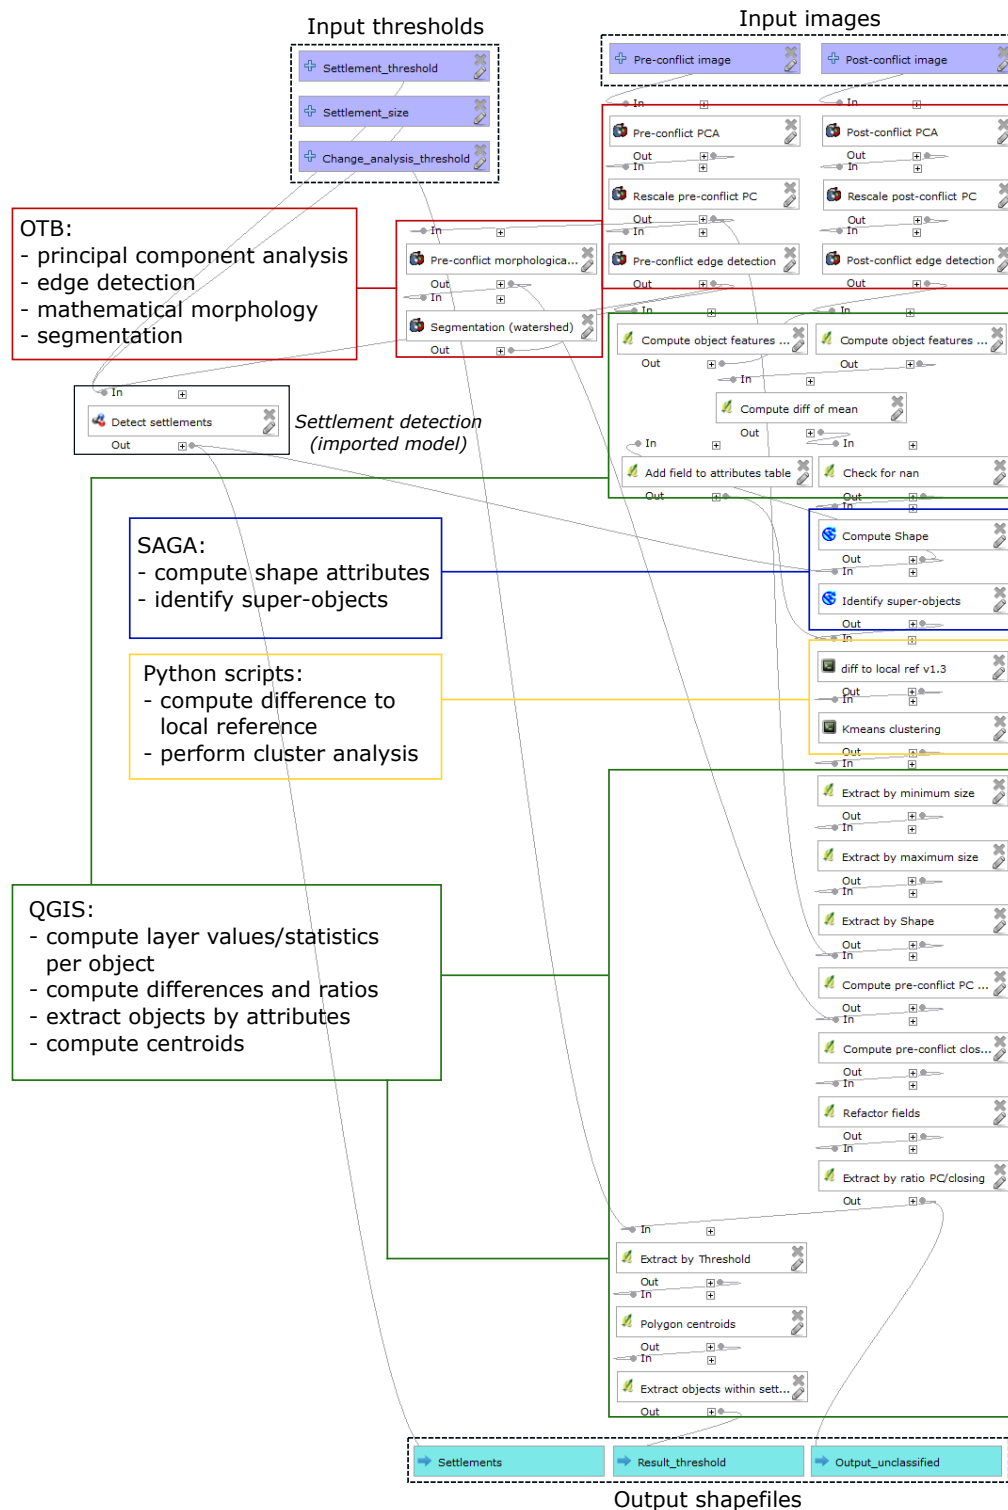 Input thresholds
Input images
Settlement_threshold
Settlement_size
Change_analysis_threshold
Pre-conflict image
Post-conflict image
In
In
Pre-conflict PCA
Post-conflict PCA
Out
Out
In
In
Rescale pre-conflict PC
Rescale post-conflict PC
Out
Out
In
In
In
Pre-conflict morphologica...
Pre-conflict edge detection
Post-conflict edge detection
Out
Out
Out
In
In
In
Segmentation (watershed)
Out
OTB:
- principal component analysis
- edge detection
- mathematical morphology
- segmentation
Compute object features ...
Compute object features ...
Out
Out
In
Compute diff of mean
Out
In
Detect settlements
Out
Settlement detection
(imported model)
In
In
Add field to attributes table
Check for nan
Out
Out
In
SAGA:
- compute shape attributes
- identify super-objects
Compute Shape
Out
In
Identify super-objects
Out
In
Python scripts:
- compute difference to
local reference
- perform cluster analysis
diff to local ref v1.3
Out
In
Kmeans clustering
Out
In
QGIS:
- compute layer values/statistics
per object
- compute differences and ratios
- extract objects by attributes
- compute centroids
Extract by minimum size
Out
In
Extract by maximum size
Out
In
Extract by Shape
Out
In
Compute pre-conflict PC ...
Out
In
Compute pre-conflict clos...
Out
In
Refactor fields
Out
In
Extract by ratio PC/closing
Out
In
Extract by Threshold
Out
In
Polygon centroids
Out
In
Extract objects within sett...
Out
Settlements
Result_threshold
Output_unclassified
Output shapefiles